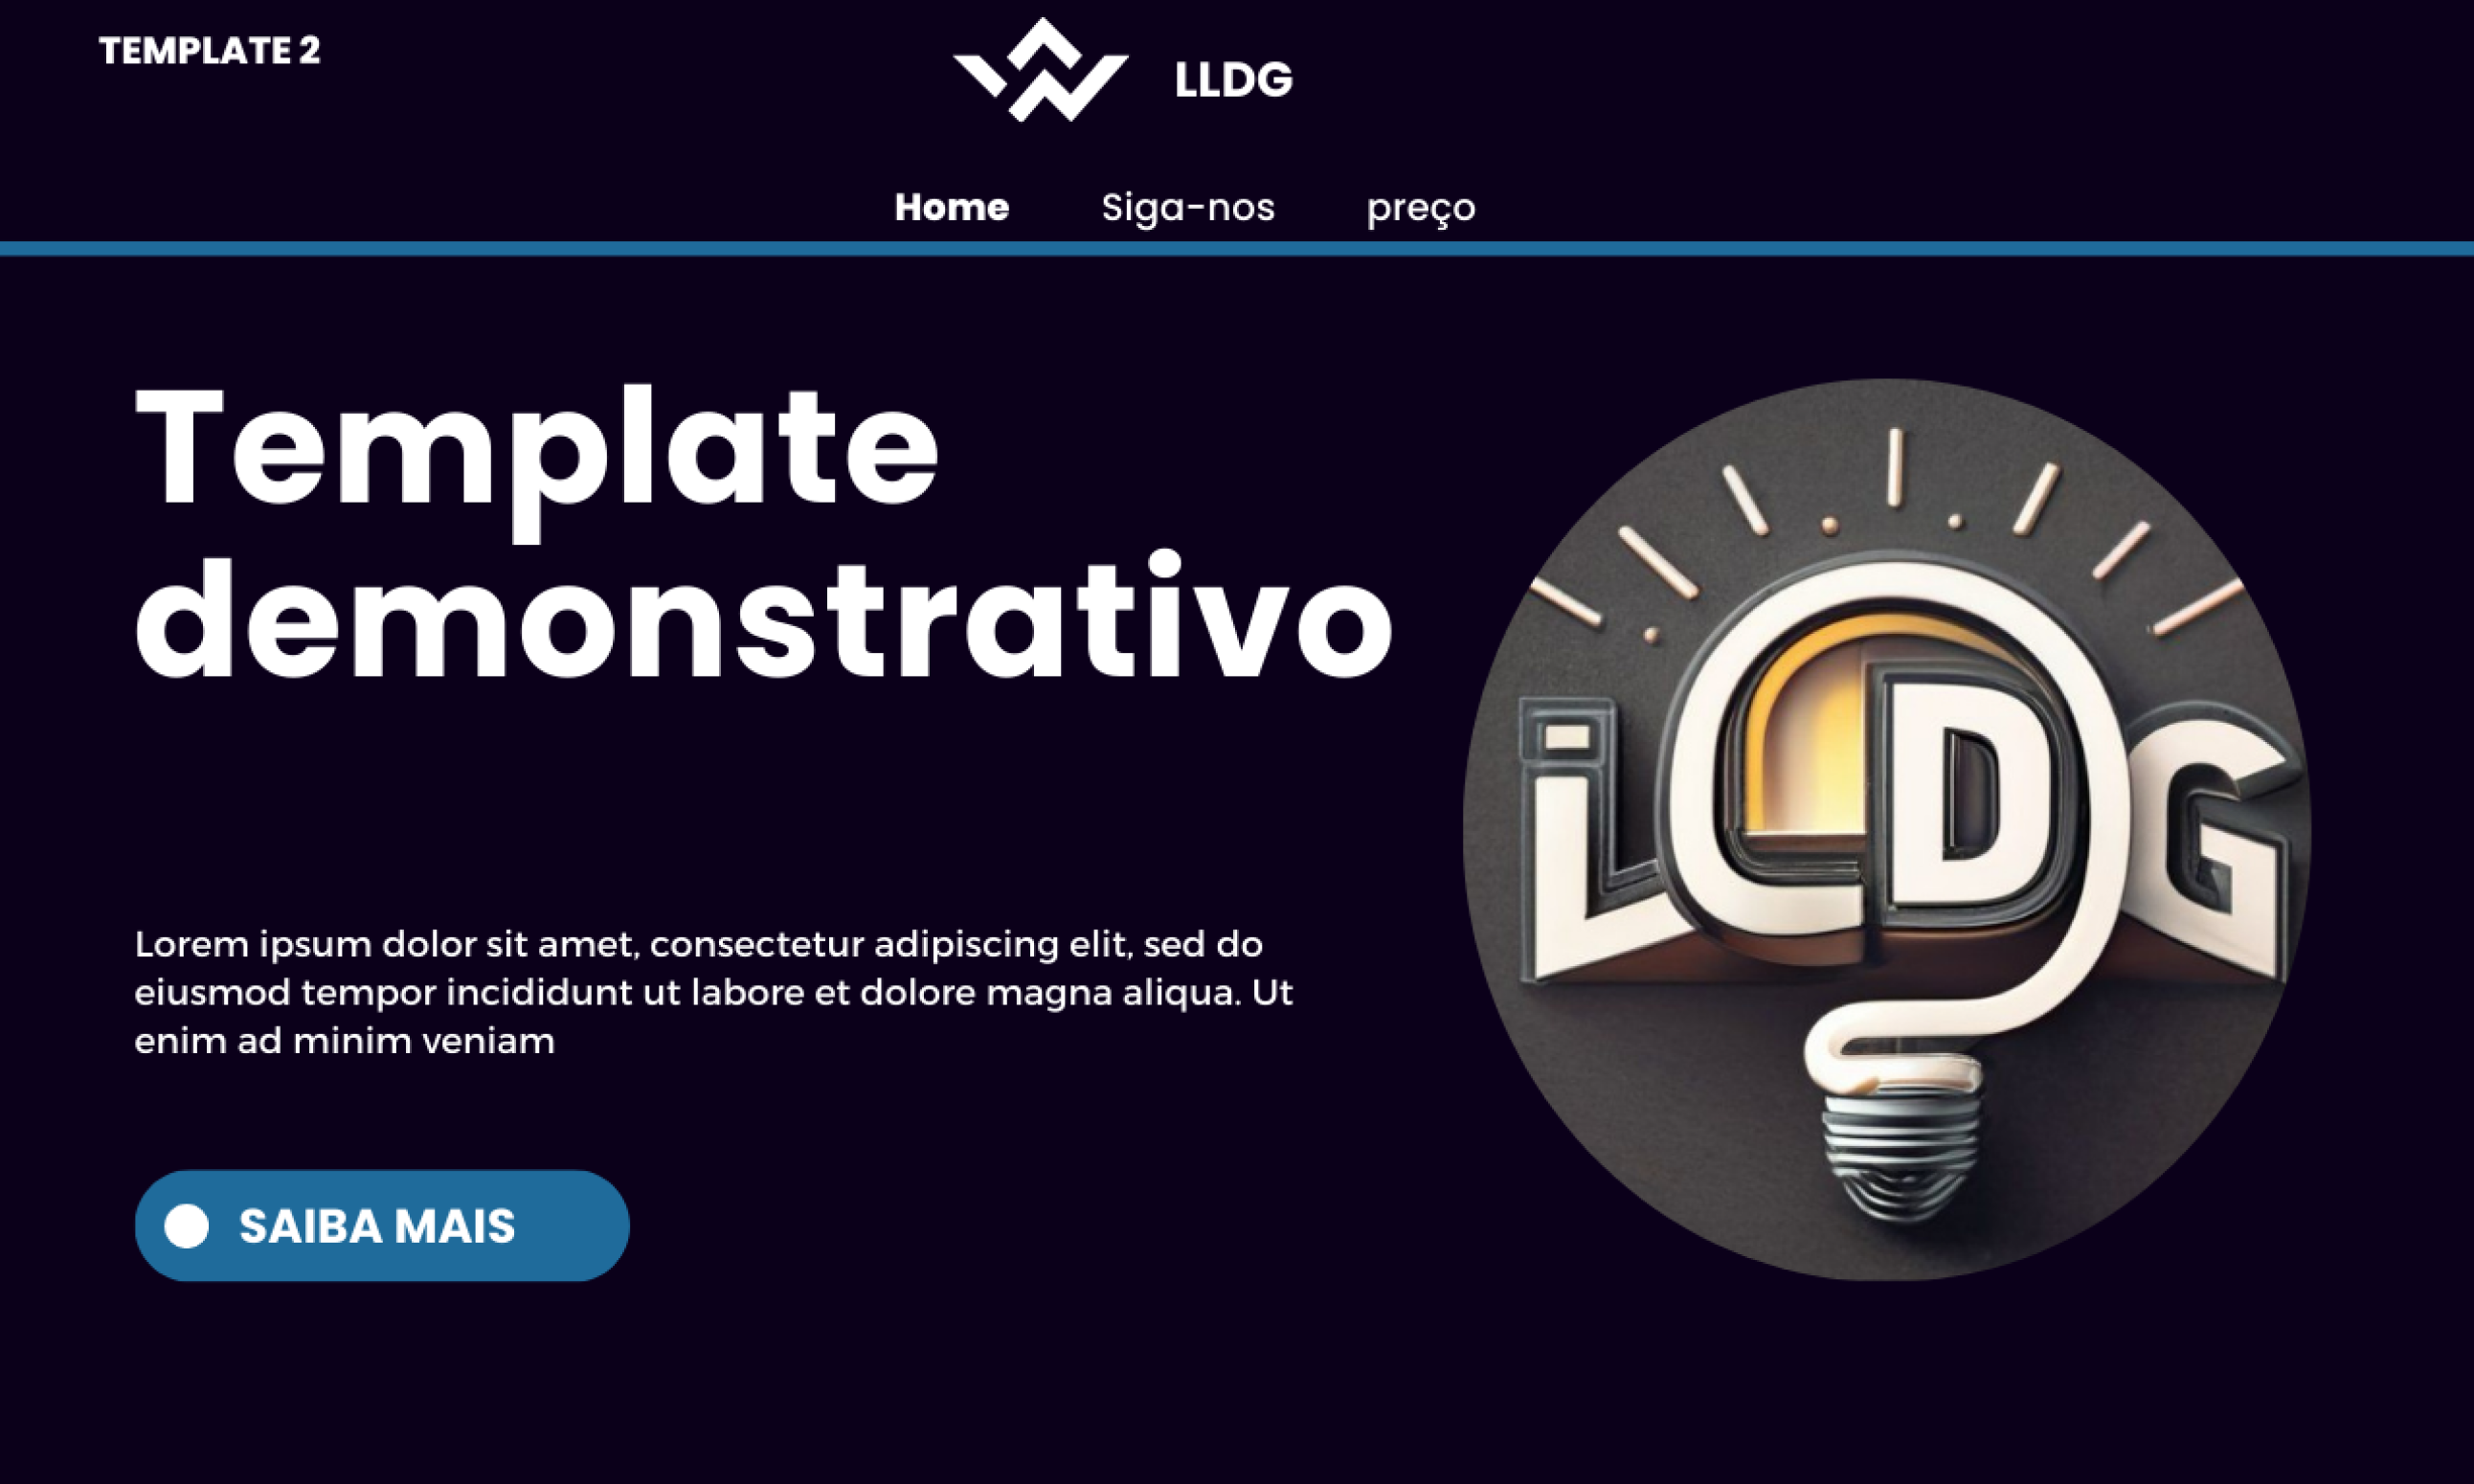 TEMPLATE 2
LLDG
Home Siga-nos preço
Template
demonstrativo
iLCDG
Lorem ipsum dolor sit amet, consectetur adipiscing elit, sed do
eiusmod tempor incididunt ut labore et dolore magna aliqua. Ut
enim ad minim veniam
SAIBA MAIS